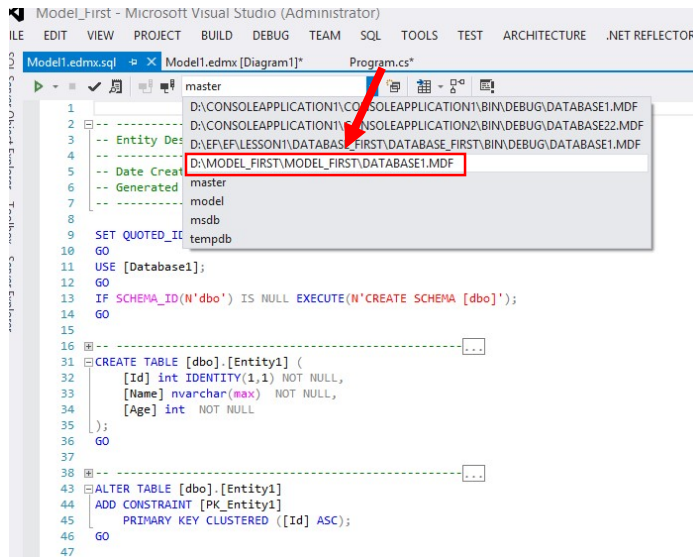 Model_First - Microsoft Visual Studio (Administrator)
ILE EDIT VIEW PROJECT BUILD DEBUG TEAM SQL TOOLS TEST ARCHITECTURE .NET REFLECTOR
Model1.edmx.sql Model1.edmx [Diagram1]* Program.cs*
master
D:\CONSOLEAPPLICATION1\CONSOLEAPPLICATION1\BIN\DEBUG\DATABASE1.MDF
D:\CONSOLEAPPLICATION1\CONSOLEAPPLICATION2\BIN\DEBUG\DATABASE22.MDF
D:\EF\EF\LESSON1\DATABASE_FIRST\DATABASE_FIRST\BIN\DEBUG\DATABASE1.MDF
D:\MODEL_FIRST\MODEL_FIRST\DATABASE1.MDF
master
model
msdb
tempdb
SQL Server Object Explorer Toolbox Server Explorer
1
2 -- --
3 -- Entity Des
4 -- --
5 -- Date Creat
6 -- Generated
7 -- --
8
9 SET QUOTED_ID
10 GO
11 USE [Database1];
12 GO
13 IF SCHEMA_ID(N'dbo') IS NULL EXECUTE(N'CREATE SCHEMA [dbo]');
14 GO
15
16 -- --------------------------------------------------...
31 CREATE TABLE [dbo].[Entity1] (
32 [Id] int IDENTITY(1,1) NOT NULL,
33 [Name] nvarchar(max) NOT NULL,
34 [Age] int NOT NULL
35 );
36 GO
37
38 -- --------------------------------------------------...
43 ALTER TABLE [dbo].[Entity1]
44 ADD CONSTRAINT [PK_Entity1]
45 PRIMARY KEY CLUSTERED ([Id] ASC);
46 GO
47